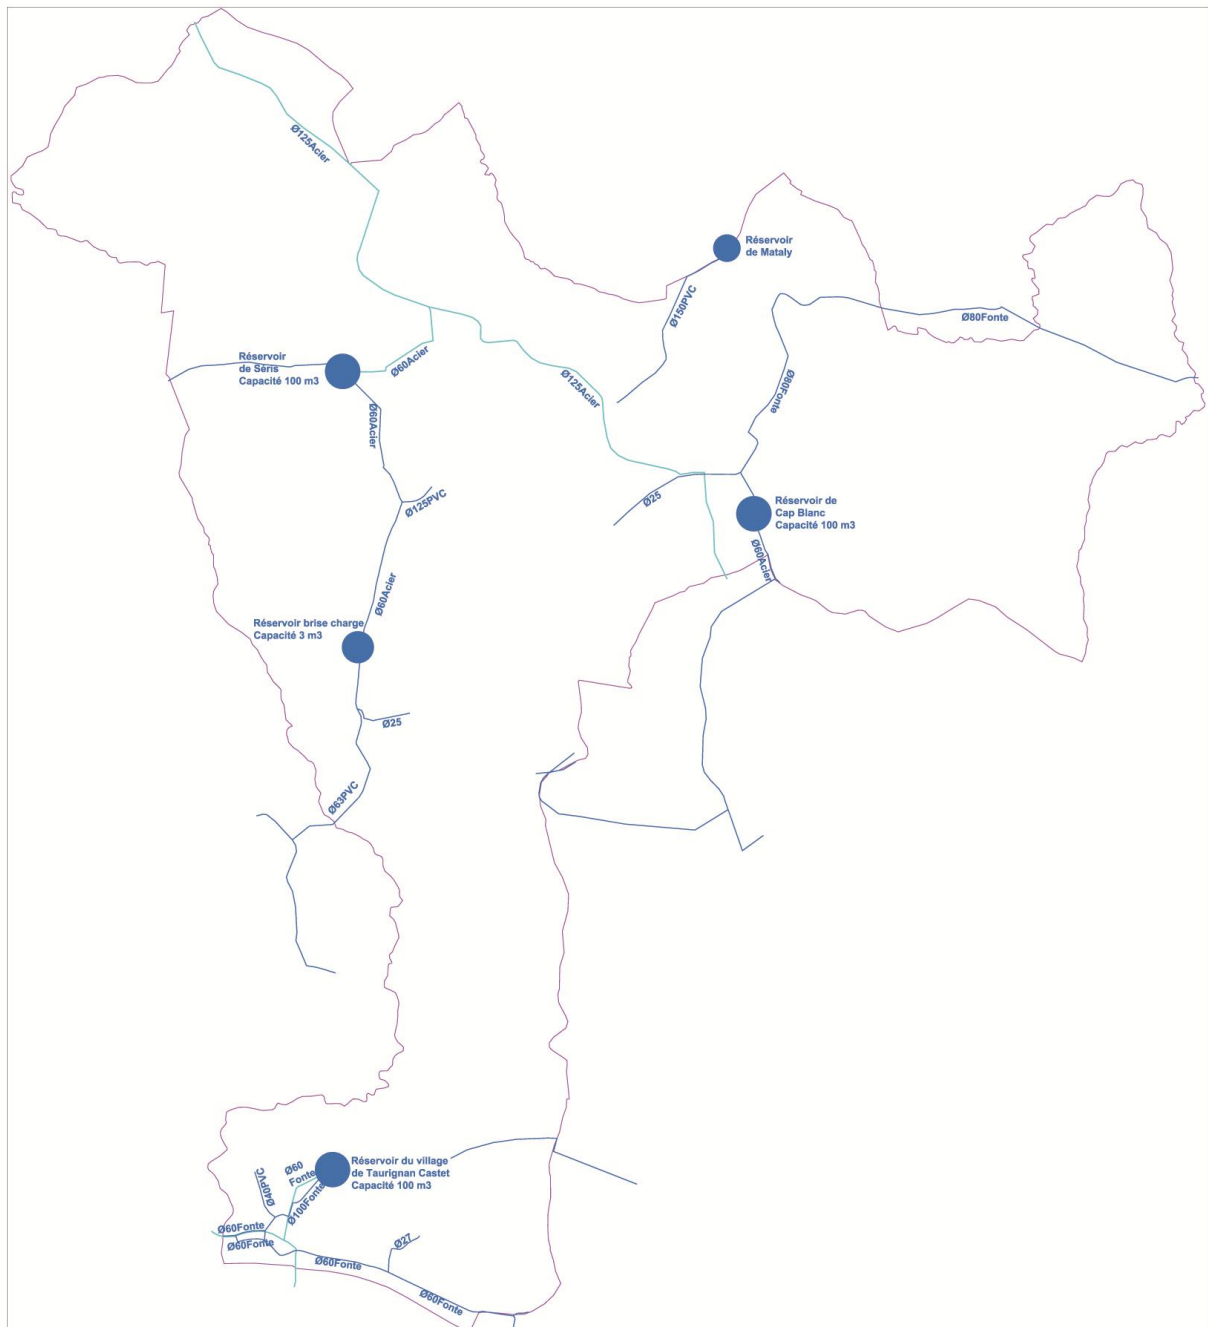 Ø125Acier
Réservoir
de Mataly
Ø150PVC
Ø80Fonte
Réservoir
de Séris
Capacité 100 m3
Ø60Acier
Ø125Acier
Ø80Fonte
Ø60Acier
Ø125PVC
Ø25
Réservoir de
Cap Blanc
Capacité 100 m3
Ø60Acier
Ø60Acier
Réservoir brise charge
Capacité 3 m3
Ø25
Ø63PVC
Réservoir du village
de Taurignan Castet
Capacité 100 m3
Ø60
Fonte
Ø40PVC
Ø100Fonte
Ø60Fonte
Ø60Fonte
Ø27
Ø60Fonte
Ø60Fonte